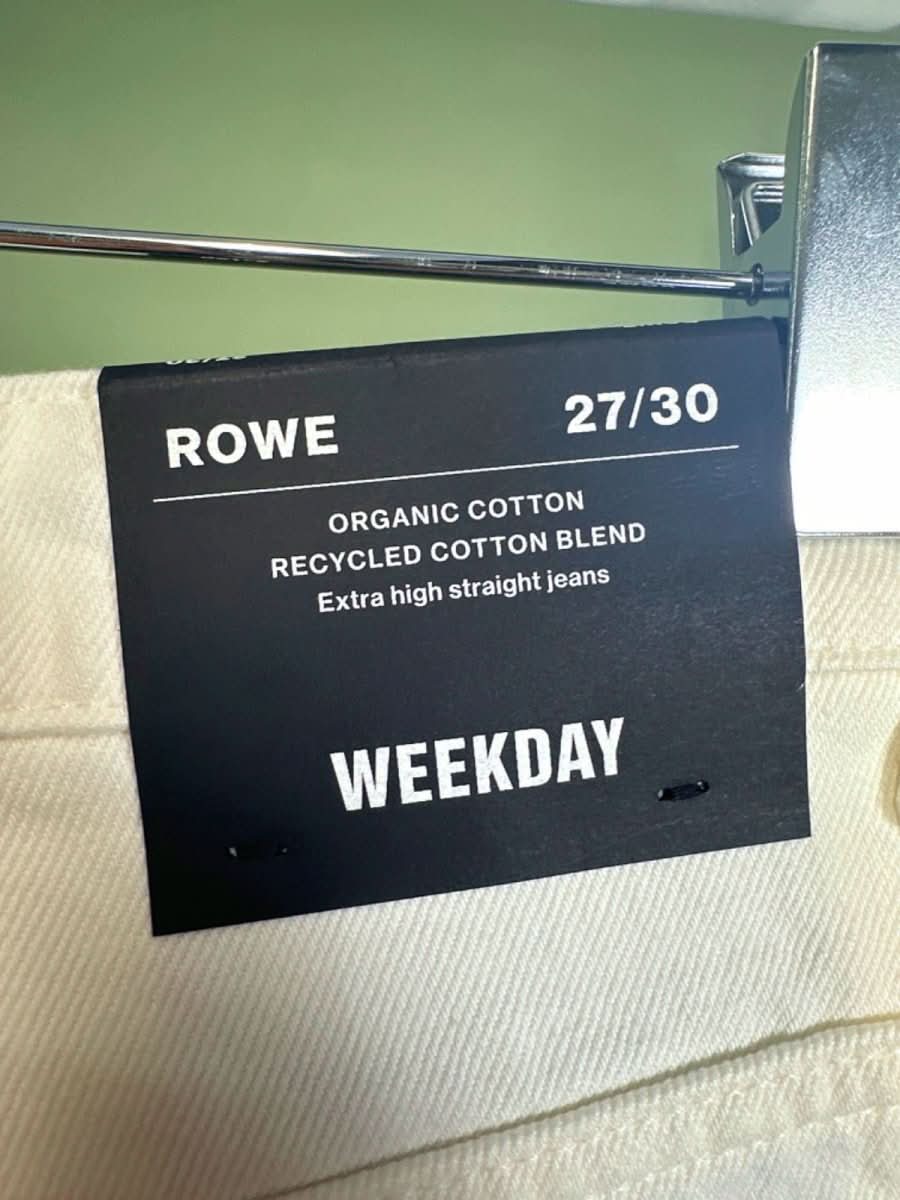 ROWE 27/30
ORGANIC COTTON
RECYCLED COTTON BLEND
Extra high straight jeans
WEEKDAY